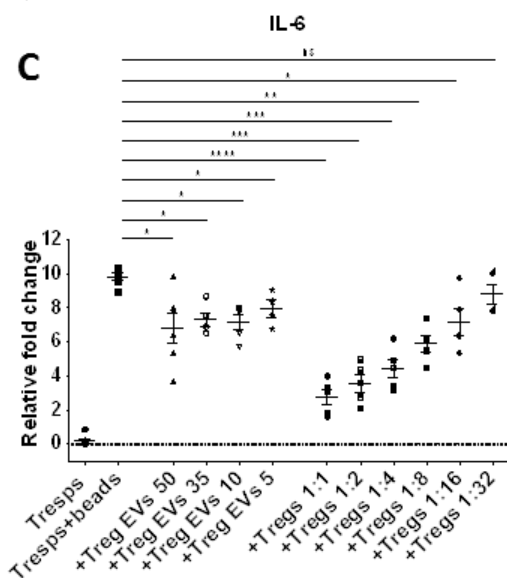 IL-6
C
ns
*
**
***
***
****
*
*
*
*
Relative fold change
10
8
6
4
2
0
Tresps
Tresps+beads
+Treg EVs 50
+Treg EVs 35
+Treg EVs 10
+Treg EVs 5
+Tregs 1:1
+Tregs 1:2
+Tregs 1:4
+Tregs 1:8
+Tregs 1:16
+Tregs 1:32